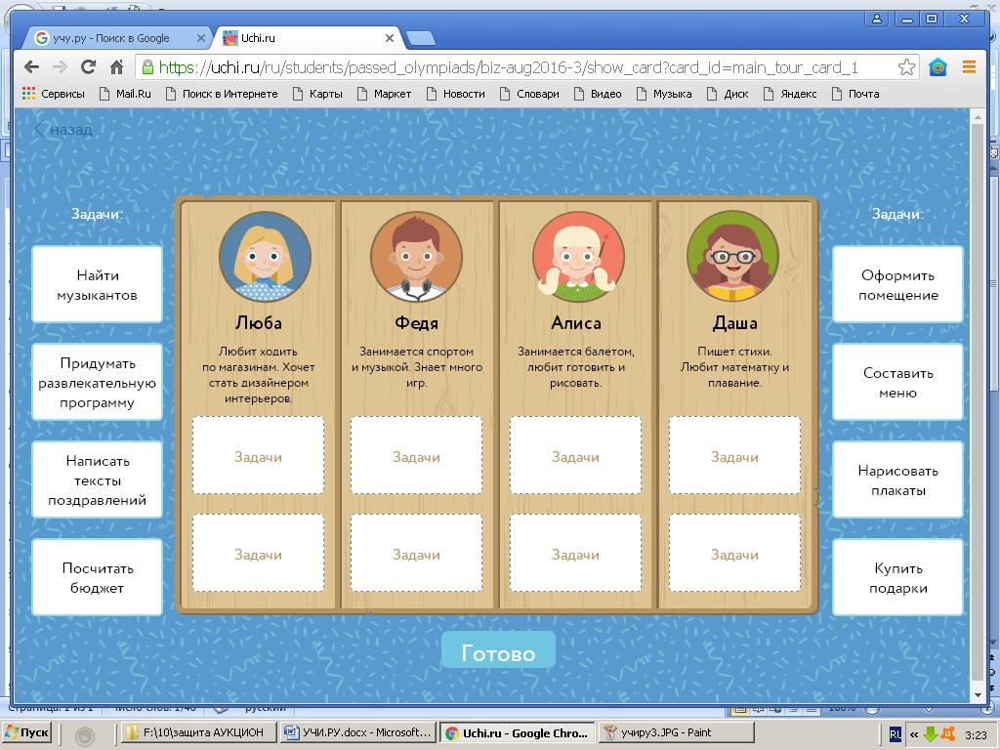 учу.ру - Поиск в Google
Uchi.ru
https://uchi.ru/ru/students/passed_olympiads/biz-aug2016-3/show_card?card_id=main_tour_card_1
Сервисы
Mail.Ru
Поиск в Интернете
Карты
Маркет
Новости
Словари
Видео
Музыка
Диск
Яндекс
Почта
назад
Задачи:
Найти
музыкантов
Придумать
развлекательную
программу
Написать
тексты
поздравлений
Посчитать
бюджет
Люба
Любит ходить
по магазинам. Хочет
стать дизайнером
интерьеров.
Задачи
Задачи
Федя
Занимается спортом
и музыкой. Знает много
игр.
Задачи
Задачи
Алиса
Занимается балетом,
любит готовить и
рисовать.
Задачи
Задачи
Даша
Пишет стихи.
Любит математку и
плавание.
Задачи
Задачи
Задачи:
Оформить
помещение
Составить
меню
Нарисовать
плакаты
Купить
подарки
Готово
Пуск
F:\10\защита АУКЦИОН
УЧИ.РУ.docx - Microsoft...
Uchi.ru - Google Chro...
учиру3.JPG - Paint
RU
«
3:23